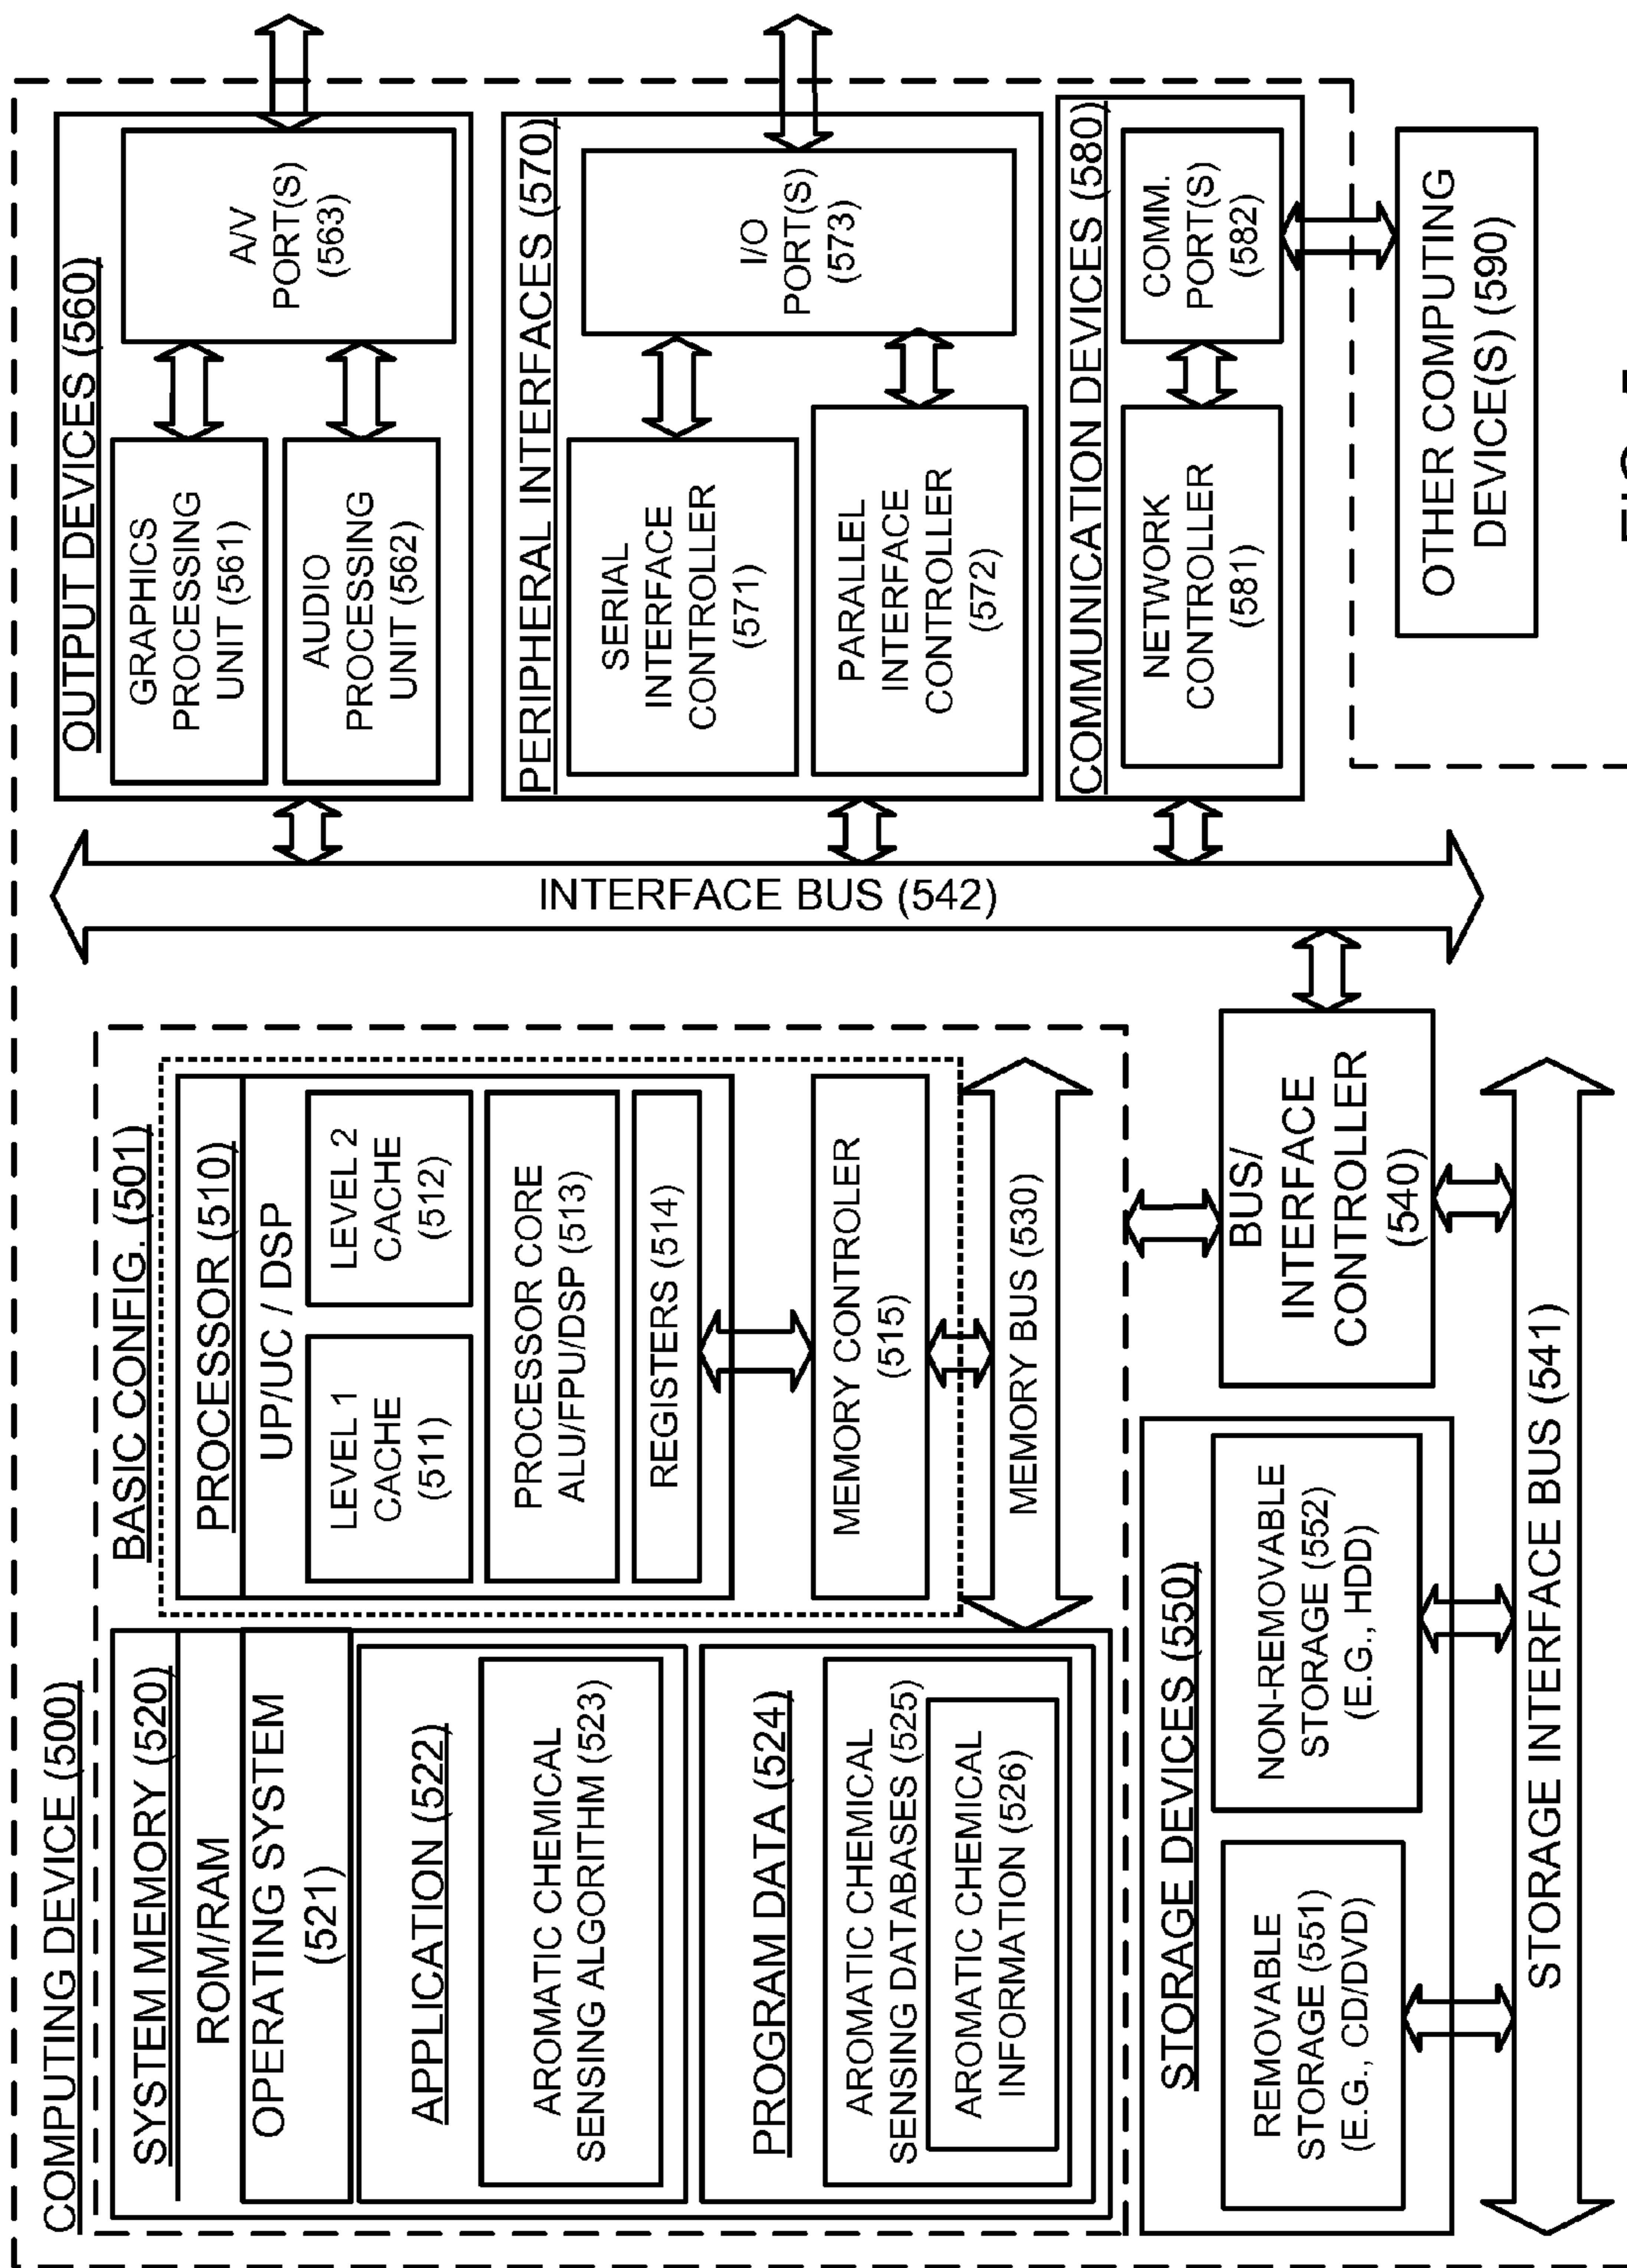 COMPUTING DEVICE (500)
BASIC CONFIG. (501)
SYSTEM MEMORY (520)
ROM/RAM
OPERATING SYSTEM
(521)
APPLICATION (522)
AROMATIC CHEMICAL
SENSING ALGORITHM (523)
PROGRAM DATA (524)
AROMATIC CHEMICAL
SENSING DATABASES (525)
AROMATIC CHEMICAL
INFORMATION (526)
PROCESSOR (510)
UP/UC / DSP
LEVEL 1
CACHE
(511)
LEVEL 2
CACHE
(512)
PROCESSOR CORE
ALU/FPU/DSP (513)
REGISTERS (514)
MEMORY CONTROLER
(515)
MEMORY BUS (530)
BUS/
INTERFACE
CONTROLLER
(540)
STORAGE DEVICES (550)
REMOVABLE
STORAGE (551)
(E.G., CD/DVD)
NON-REMOVABLE
STORAGE (552)
(E.G., HDD)
STORAGE INTERFACE BUS (541)
INTERFACE BUS (542)
OUTPUT DEVICES (560)
GRAPHICS
PROCESSING
UNIT (561)
AUDIO
PROCESSING
UNIT (562)
A/V
PORT(S)
(563)
PERIPHERAL INTERFACES (570)
SERIAL
INTERFACE
CONTROLLER
(571)
PARALLEL
INTERFACE
CONTROLLER
(572)
I/O
PORT(S)
(573)
COMMUNICATION DEVICES (580)
NETWORK
CONTROLLER
(581)
COMM.
PORT(S)
(582)
OTHER COMPUTING
DEVICE(S) (590)